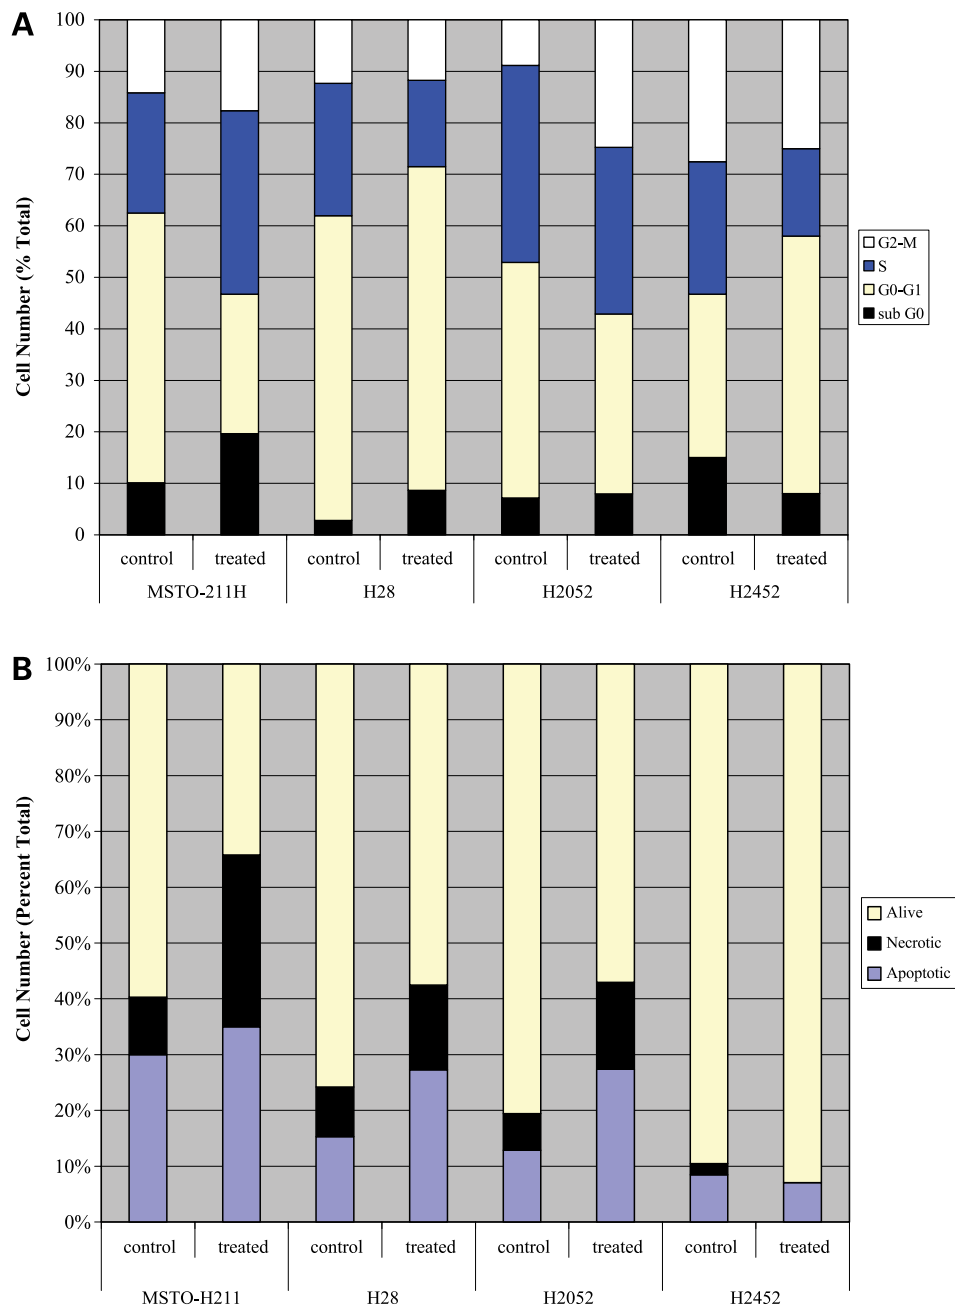 A
Cell Number (% Total)
100
90
80
70
60
50
40
30
20
10
0
control treated control treated control treated control treated
MSTO-211H H28 H2052 H2452
G2-M
S
G0-G1
sub G0
B
Cell Number (Percent Total)
100%
90%
80%
70%
60%
50%
40%
30%
20%
10%
0%
control treated control treated control treated control treated
MSTO-H211 H28 H2052 H2452
Alive
Necrotic
Apoptotic